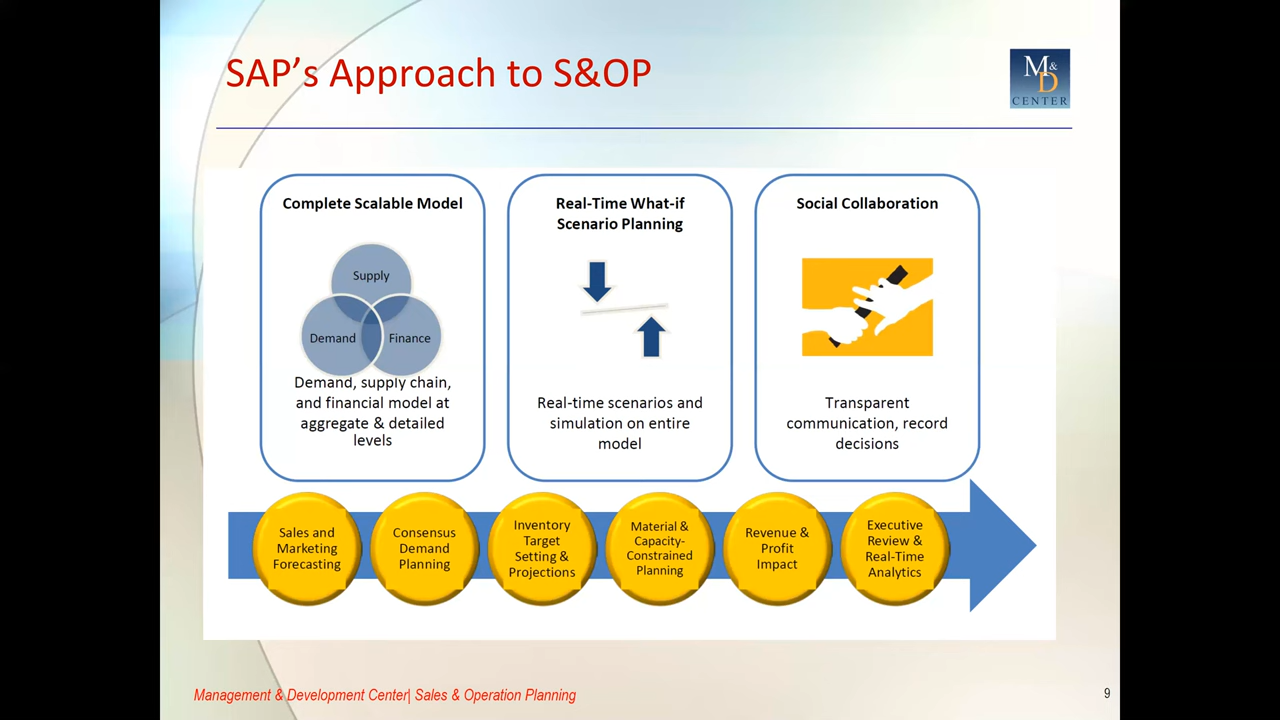 SAP’s Approach to S&OP
M&
D
CENTER
Complete Scalable Model
Supply
Demand
Finance
Demand, supply chain,
and financial model at
aggregate & detailed
levels
Real-Time What-if
Scenario Planning
Real-time scenarios and
simulation on entire
model
Social Collaboration
Transparent
communication, record
decisions
Sales and
Marketing
Forecasting
Consensus
Demand
Planning
Inventory
Target
Setting &
Projections
Material &
Capacity-
Constrained
Planning
Revenue &
Profit
Impact
Executive
Review &
Real-Time
Analytics
Management & Development Center| Sales & Operation Planning
9